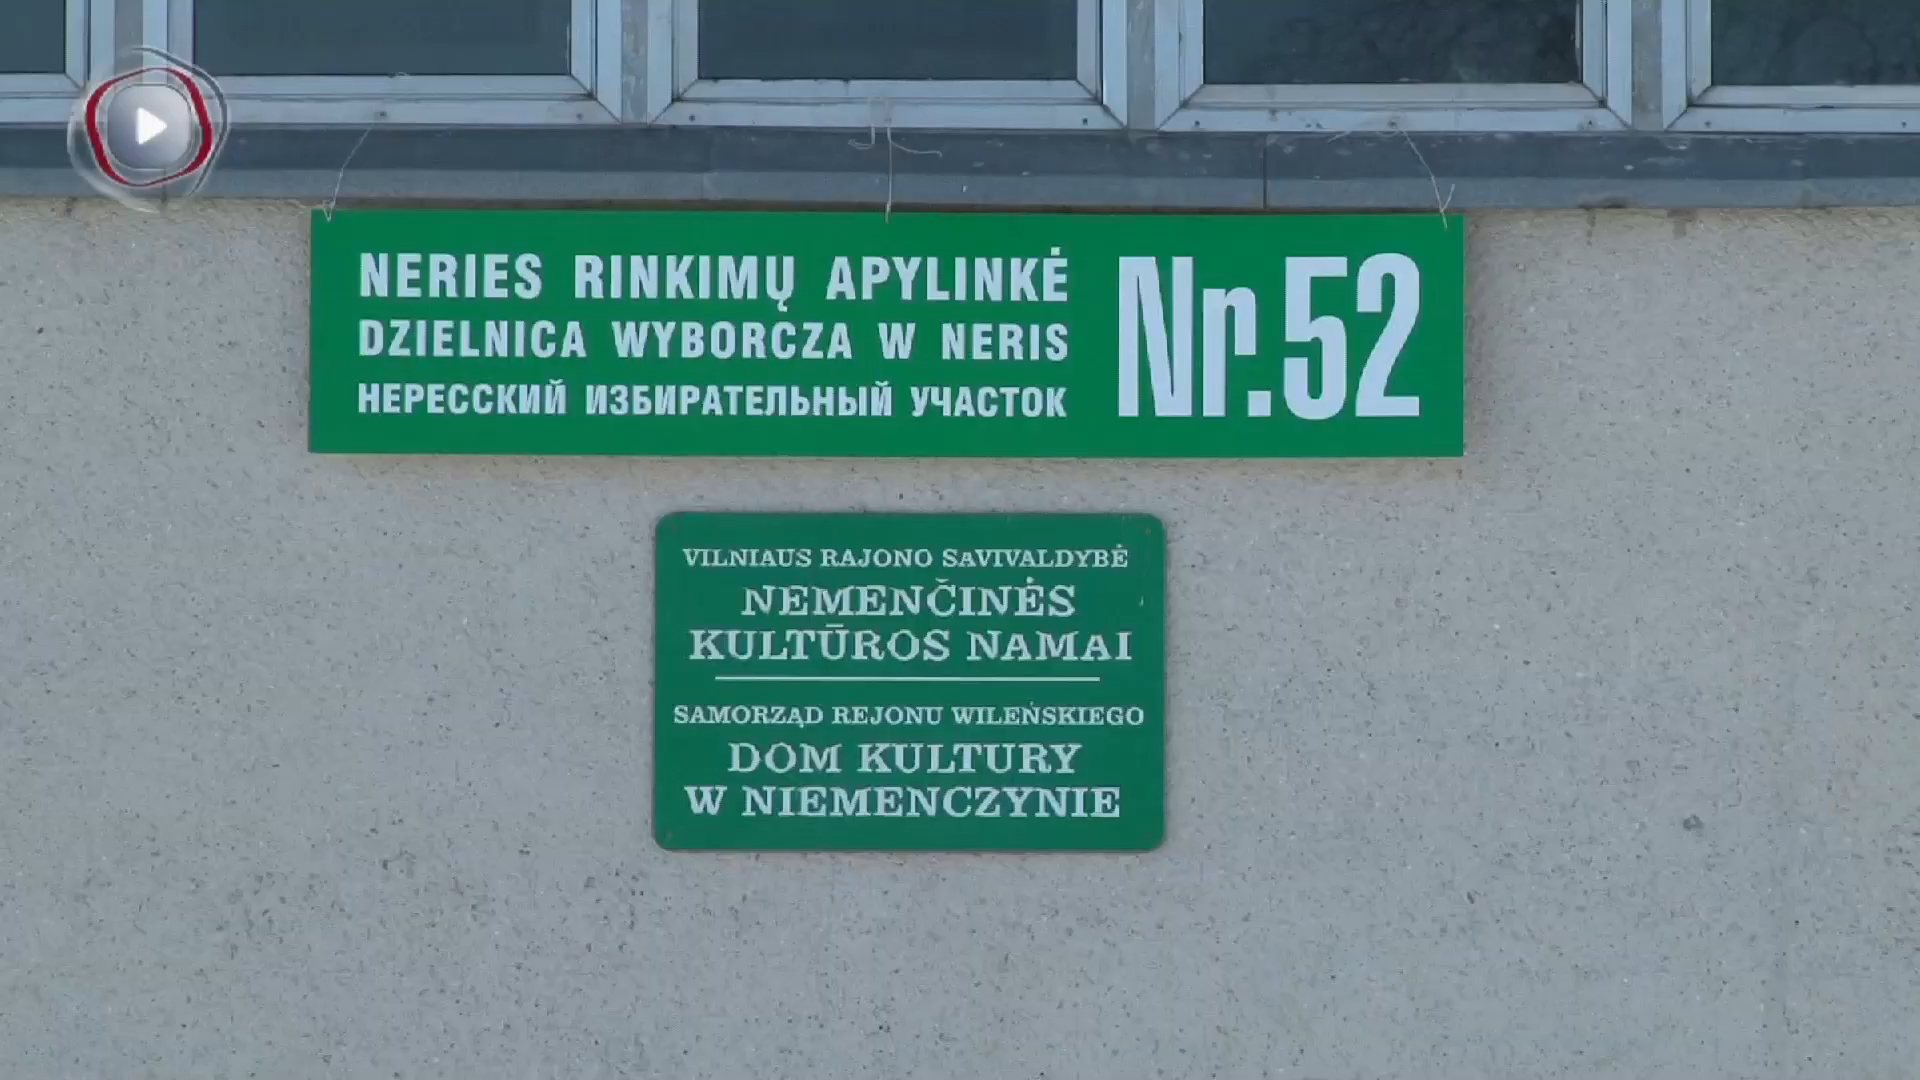 NERIES RINKIMŲ APYLINKĖ
DZIELNICA WYBORCZA W NERIS
НЕРЕССКИЙ ИЗБИРАТЕЛЬНЫЙ УЧАСТОК
Nr.52
VILNIAUS RAJONO SAVIVALDYBĖ
NEMENČINĖS
KULTŪROS NAMAI
SAMORZĄD REJONU WILEŃSKIEGO
DOM KULTURY
W NIEMENCZYNIE